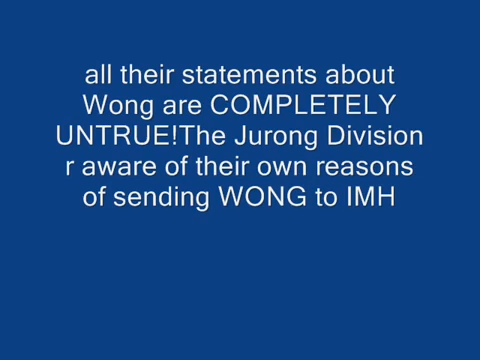 all their statements about
Wong are COMPLETELY
UNTRUE!The Jurong Division
r aware of their own reasons
of sending WONG to IMH